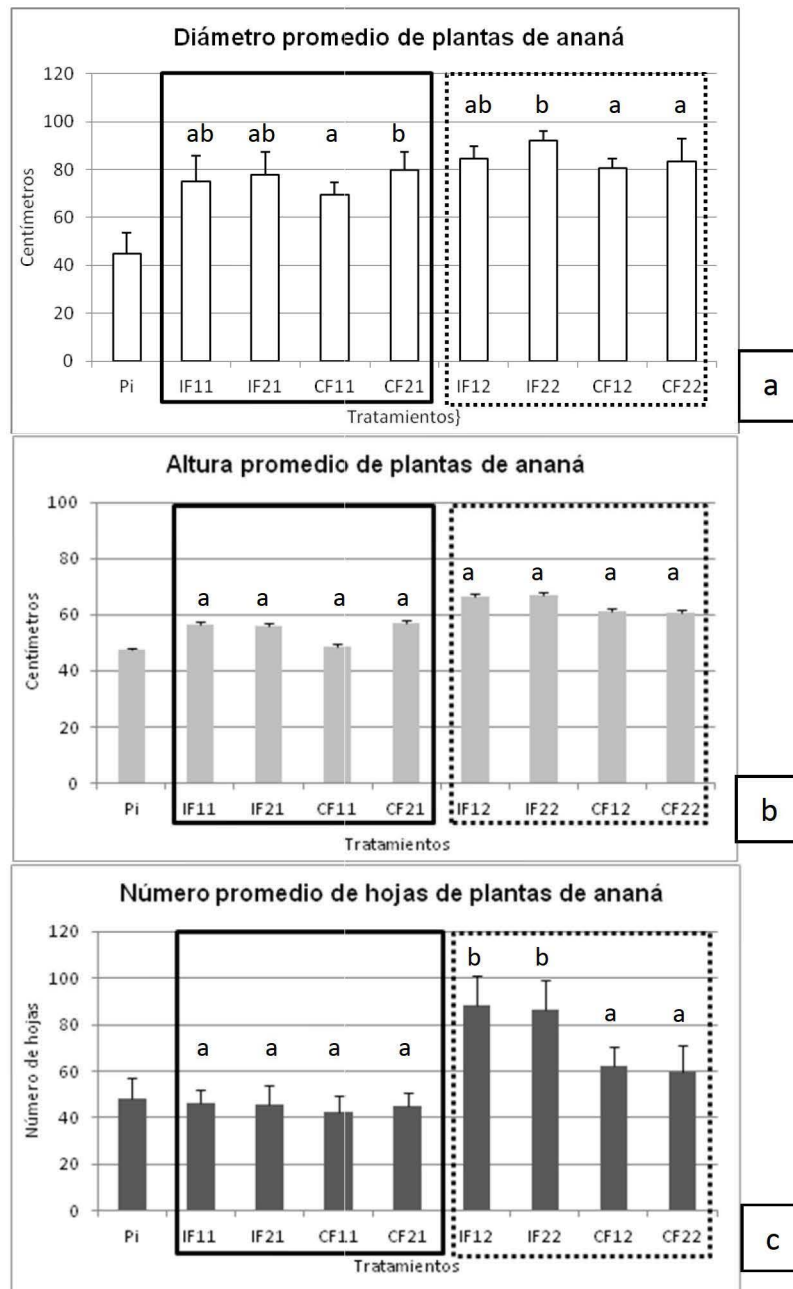 Diámetro promedio de plantas de ananá
120
100
80
60
40
20
0
Centímetros
ab ab a b ab b a a
Pi IF11 IF21 CF11 CF21 IF12 IF22 CF12 CF22
Tratamientos}
a
Altura promedio de plantas de ananá
100
80
60
40
20
0
Centímetros
a a a a a a a a
Pi IF11 IF21 CF11 CF21 IF12 IF22 CF12 CF22
Tratamientos
b
Número promedio de hojas de plantas de ananá
120
100
80
60
40
20
0
Número de hojas
a a a a b b a a
Pi IF11 IF21 CF11 CF21 IF12 IF22 CF12 CF22
Tratamientos
c